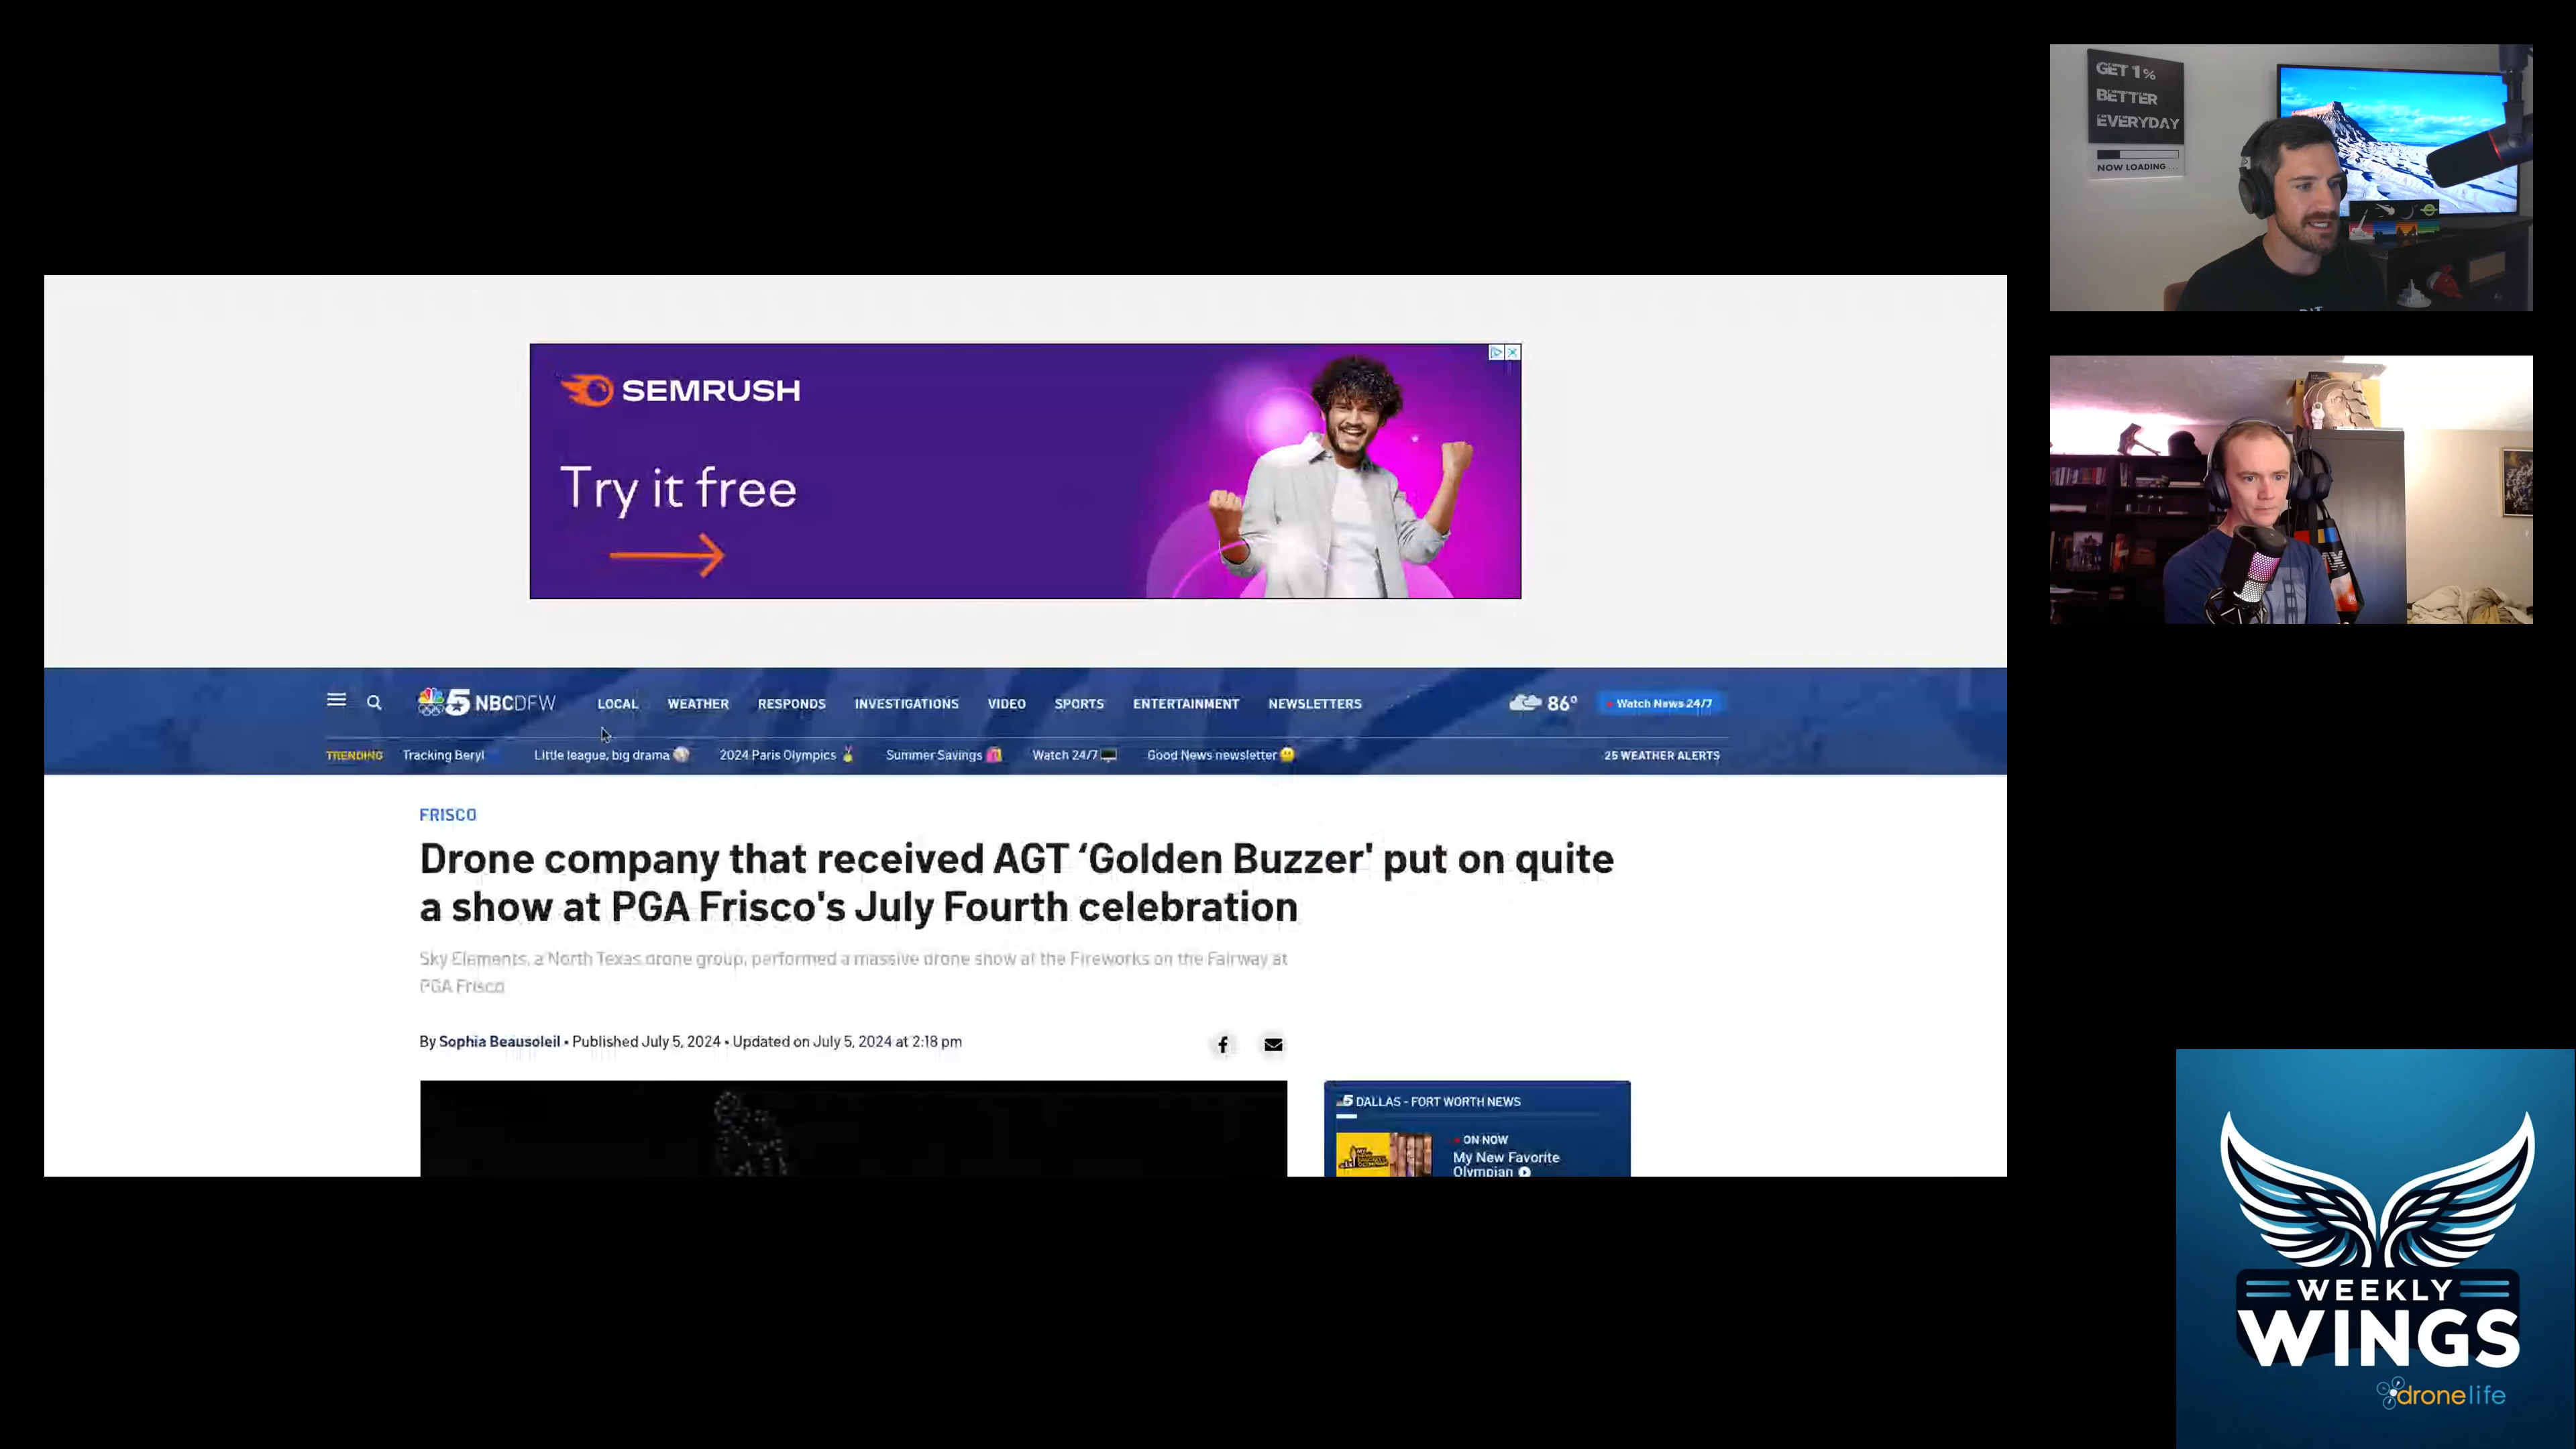 SEMRUSH
Try it free
NBCDFW
LOCAL WEATHER RESPONDS INVESTIGATIONS VIDEO SPORTS ENTERTAINMENT NEWSLETTERS
86°
Watch News 24/7
TRENDING Tracking Beryl Little league, big drama 2024 Paris Olympics Summer Savings Watch 24/7 Good News newsletter
25 WEATHER ALERTS
FRISCO
Drone company that received AGT ‘Golden Buzzer' put on quite
a show at PGA Frisco's July Fourth celebration
Sky Elements, a North Texas drone group, performed a massive drone show at the Fireworks on the Fairway at
PGA Frisco
By Sophia Beausoleil • Published July 5, 2024 • Updated on July 5, 2024 at 2:18 pm
5 DALLAS - FORT WORTH NEWS
ON NOW
My New Favorite
Olympian
GET 1%
BETTER
EVERYDAY
NOW LOADING...
WEEKLY
WINGS
dronelife